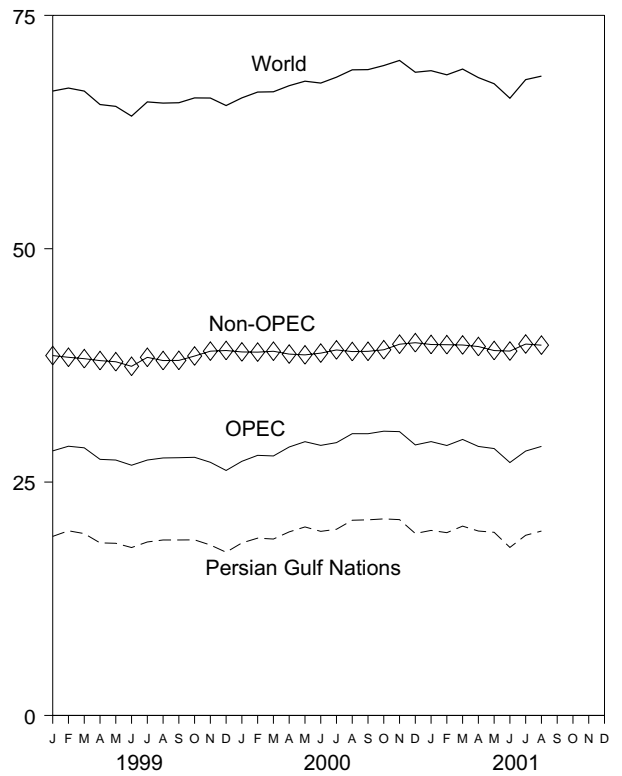 75
World
50
Non-OPEC
OPEC
25
Persian Gulf Nations
0
J F M A M J J A S O N D J F M A M J J A S O N D J F M A M J J A S O N D
1999 2000 2001